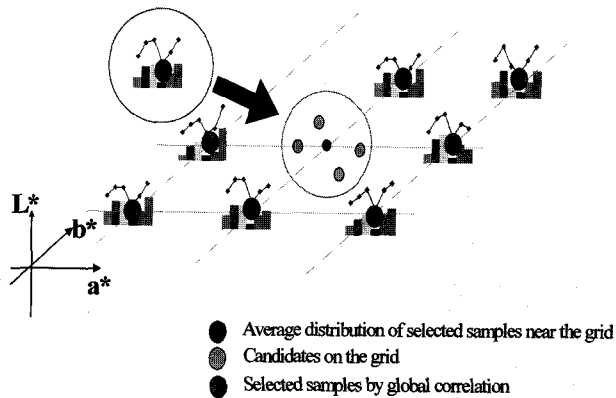 L*
b*
a*
Average distribution of selected samples near the grid
Candidates on the grid
Selected samples by global correlation